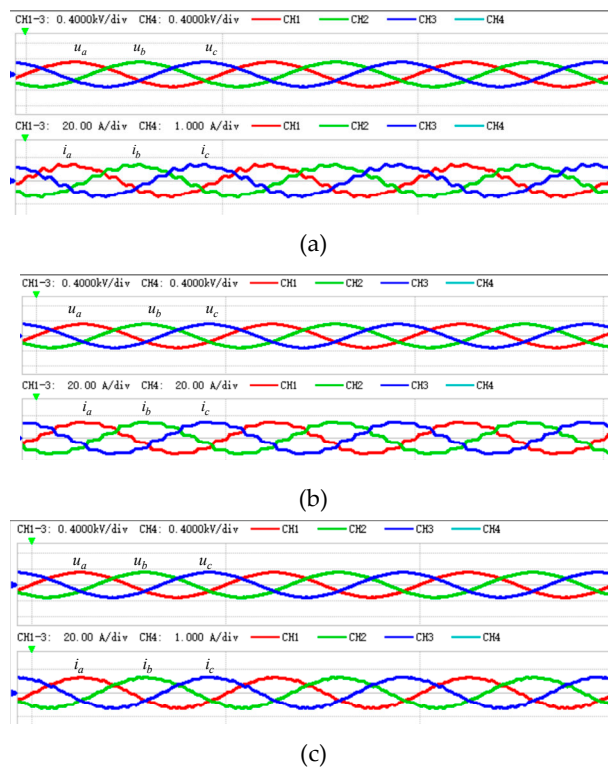 CH1-3: 0.4000kV/div CH4: 0.4000kV/div CH1 CH2 CH3 CH4
ua ub uc
CH1-3: 20.00 A/div CH4: 1.000 A/div CH1 CH2 CH3 CH4
ia ib ic
(a)
CH1-3: 0.4000kV/div CH4: 0.4000kV/div CH1 CH2 CH3 CH4
ua ub uc
CH1-3: 20.00 A/div CH4: 20.00 A/div CH1 CH2 CH3 CH4
ia ib ic
(b)
CH1-3: 0.4000kV/div CH4: 0.4000kV/div CH1 CH2 CH3 CH4
ua ub uc
CH1-3: 20.00 A/div CH4: 1.000 A/div CH1 CH2 CH3 CH4
ia ib ic
(c)